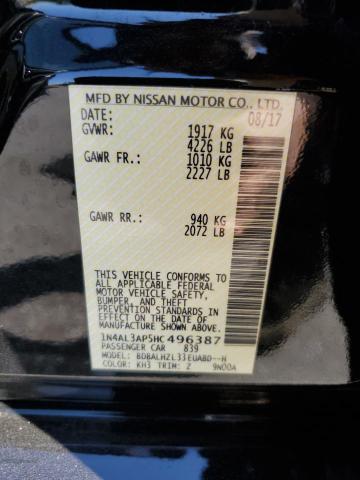 MFD BY NISSAN MOTOR CO., LTD.
DATE: 08/17
GVWR: 1917 KG
4226 LB
GAWR FR.: 1010 KG
2227 LB
GAWR RR.: 940 KG
2072 LB
THIS VEHICLE CONFORMS TO
ALL APPLICABLE FEDERAL
MOTOR VEHICLE SAFETY,
BUMPER, AND THEFT
PREVENTION STANDARDS IN
EFFECT ON THE DATE OF
MANUFACTURE SHOWN ABOVE.
1N4AL3AP5HC496387
PASSENGER CAR 839
MODEL: BDBALHZL33EUABD--H
COLOR: KH3 TRIM: Z 9N00A